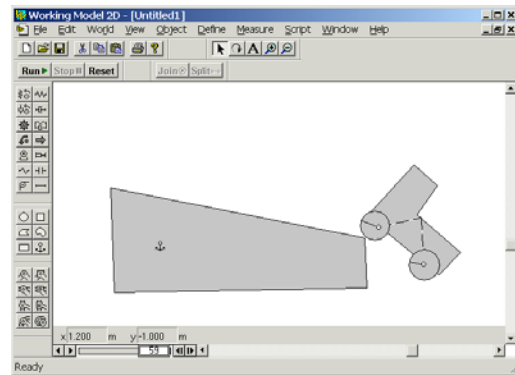 Working Model 2D - [Untitled1]
File Edit World View Object Define Measure Script Window Help
Run Stop Reset Join Split
x 1.200 m y -1.000 m
59
Ready